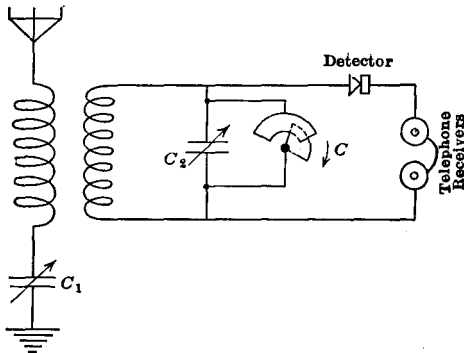 Detector
C₂
C
Telephone
Receivers
C₁